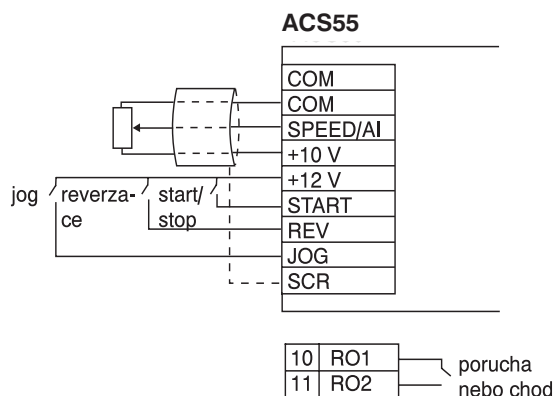 ACS55
COM
COM
SPEED/AI
+10 V
+12 V
START
REV
JOG
SCR
jog
reverza-
ce
start/
stop
10 RO1
11 RO2
porucha
nebo chod